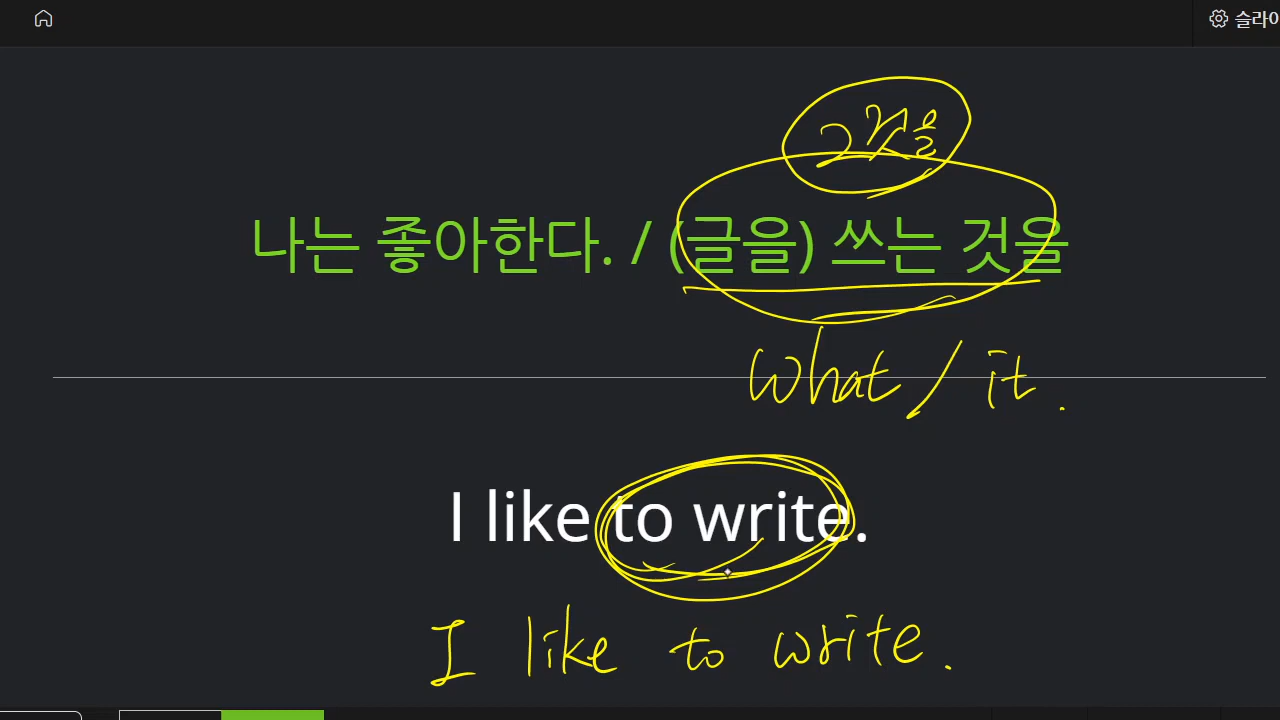 슬라이
그것을
나는 좋아한다. / (글을) 쓰는 것을
What / it.
I like to write.
I like to write.